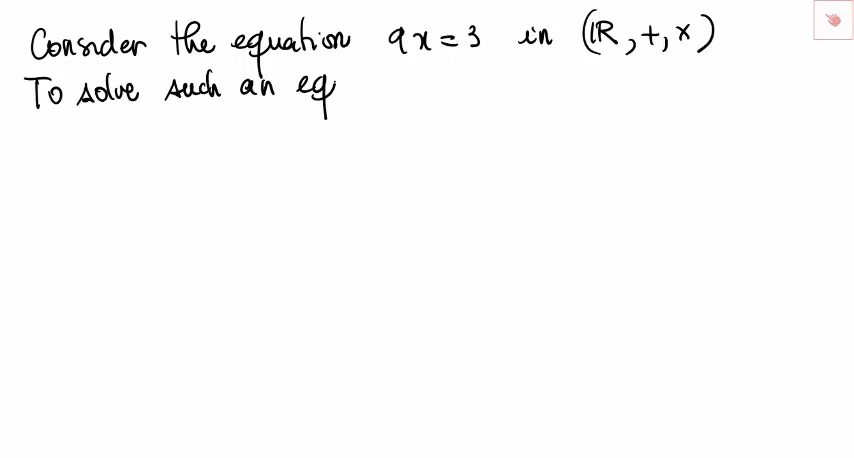 Consider the equation 9x = 3 in (ℝ, +, ×)
To solve such an eq